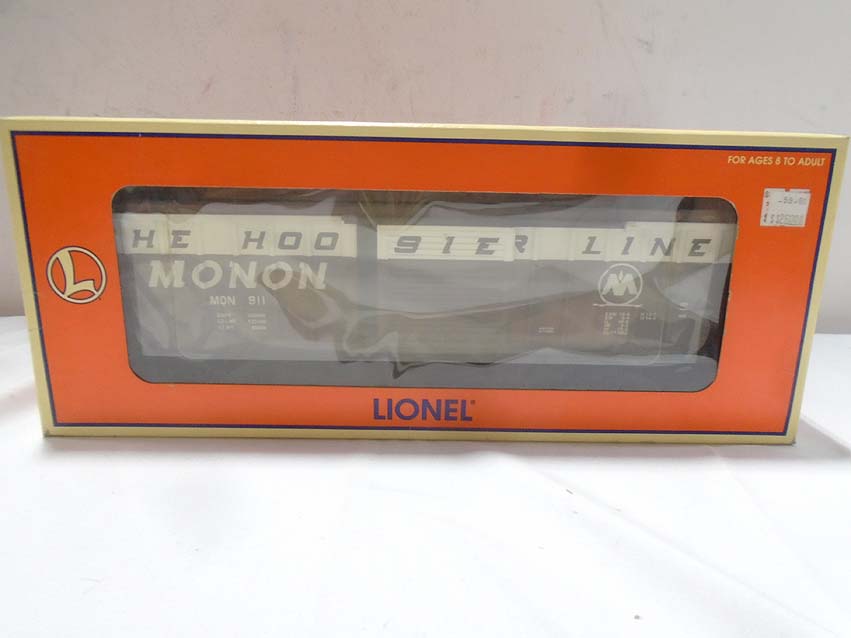 FOR AGES 8 TO ADULT
L
HE HOO SIER LINE
MONON
M
MON 911
LIONEL